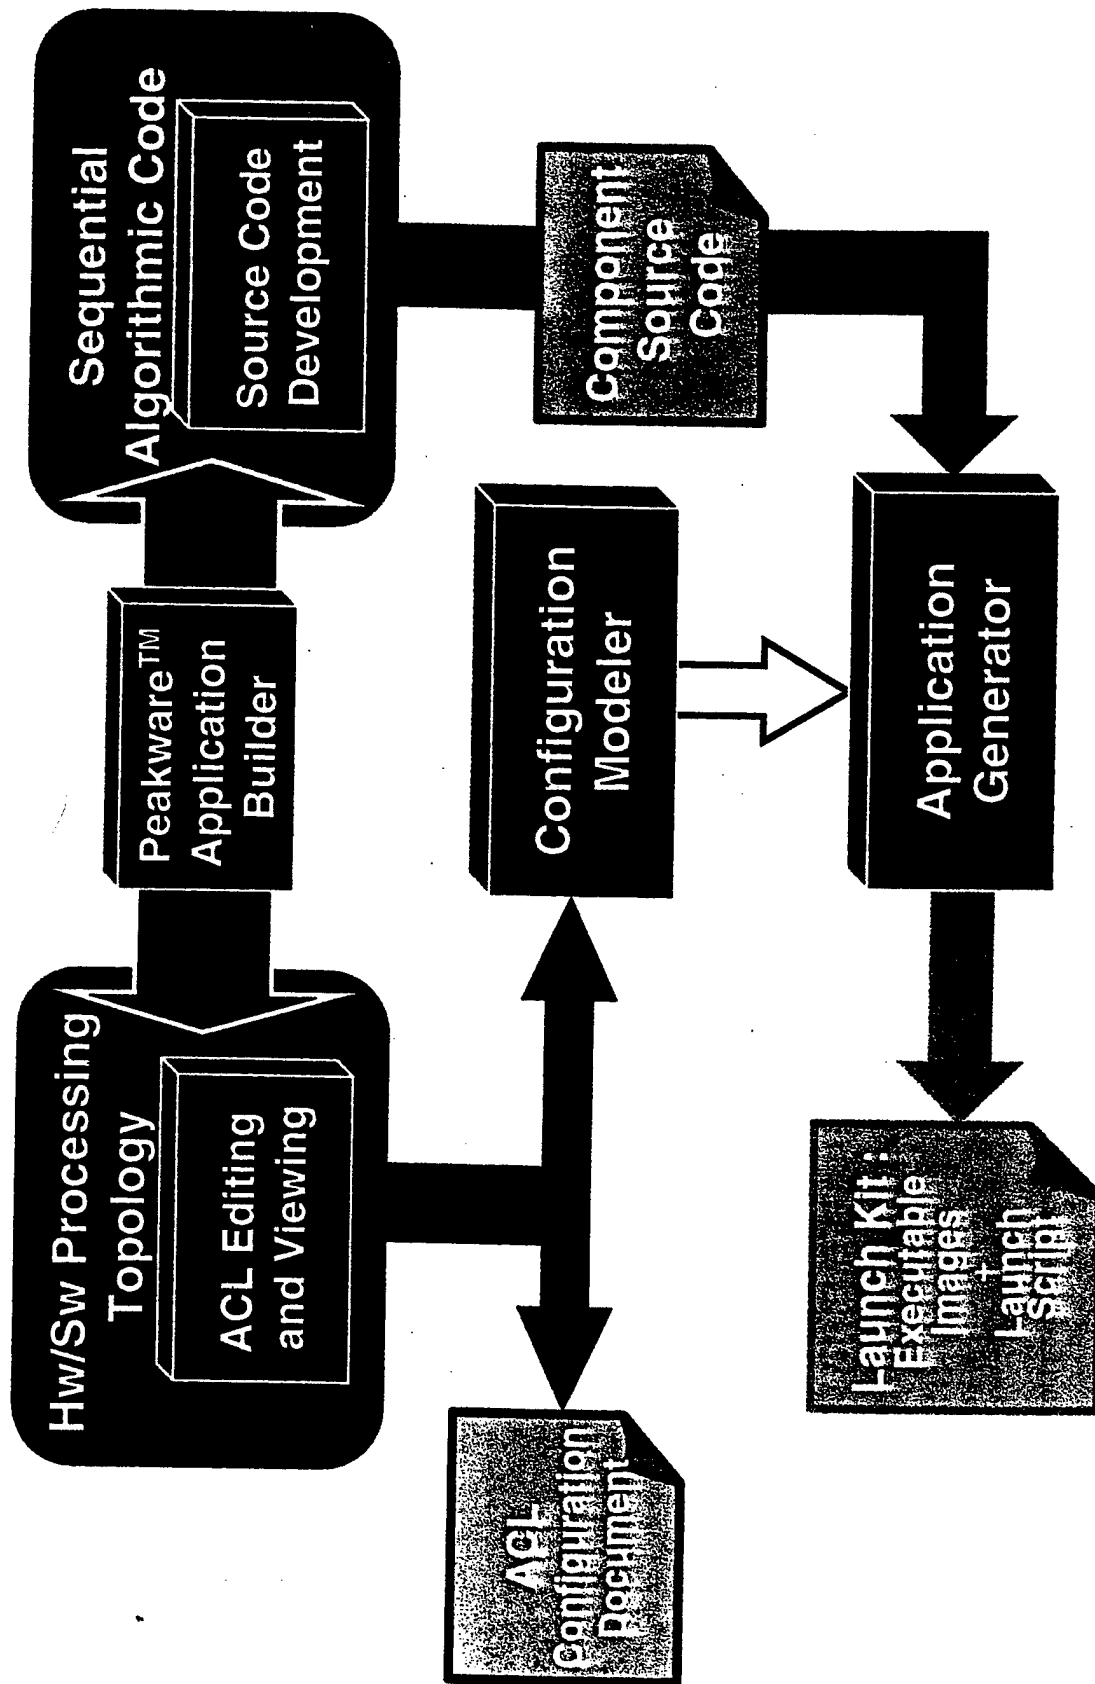 Hw/Sw Processing
Topology
ACL Editing
and Viewing
Peakware™
Application
Builder
Sequential
Algorithmic Code
Source Code
Development
ACL
Configuration
Document
Configuration
Modeler
Component
Source
Code
Launch Kit :
Executable
Images
+
Launch
Script
Application
Generator